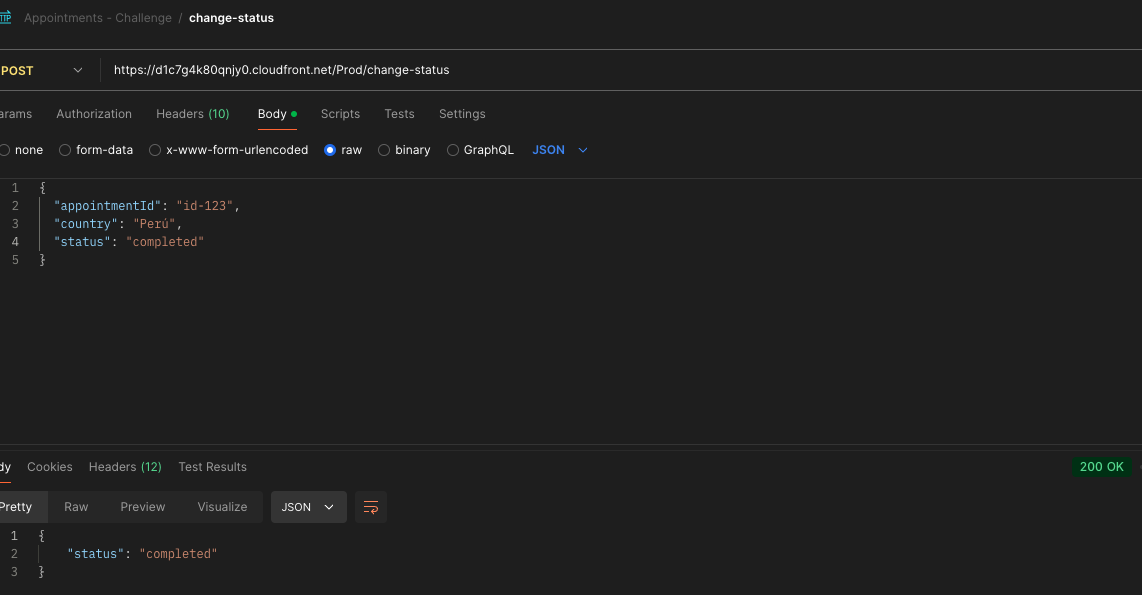 Appointments - Challenge / change-status
POST https://d1c7g4k80qnjy0.cloudfront.net/Prod/change-status
arams Authorization Headers (10) Body Scripts Tests Settings
none form-data x-www-form-urlencoded raw binary GraphQL JSON
1 {
2 "appointmentId": "id-123",
3 "country": "Perú",
4 "status": "completed"
5 }
dy Cookies Headers (12) Test Results 200 OK
Pretty Raw Preview Visualize JSON
1 {
2 "status": "completed"
3 }